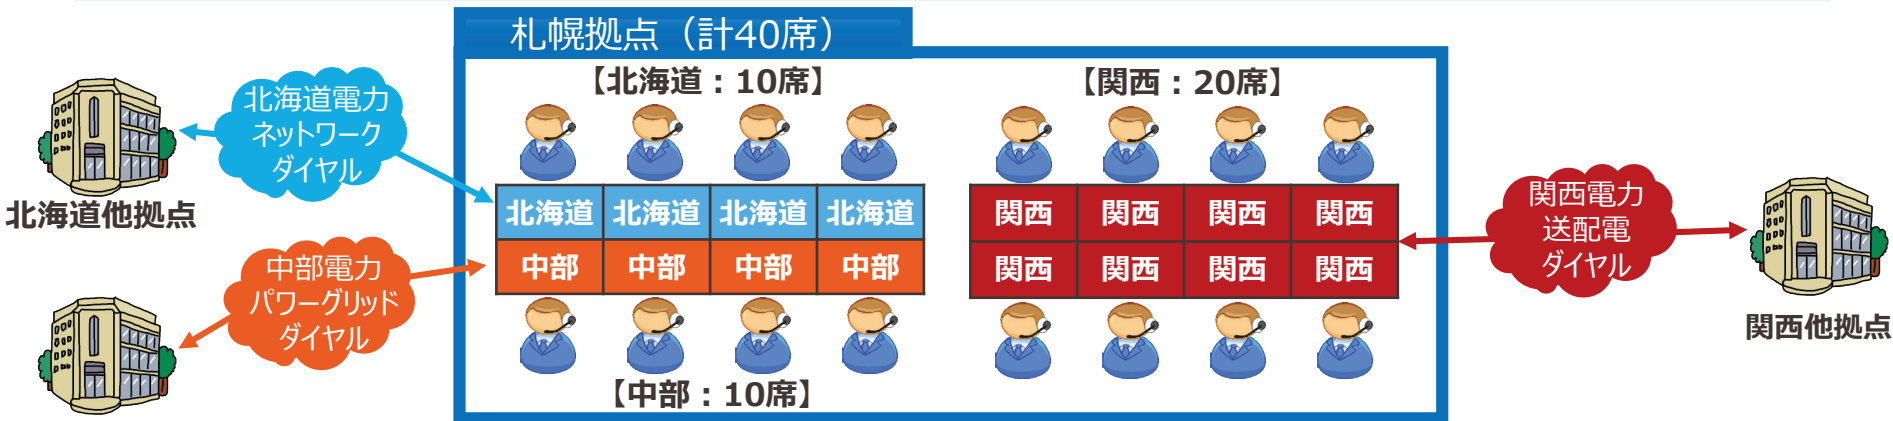 札幌拠点（計40席）
【北海道：10席】
【関西：20席】
北海道電力
ネットワーク
ダイヤル
北海道他拠点
北海道 北海道 北海道 北海道
中部 中部 中部 中部
関西 関西 関西 関西
関西 関西 関西 関西
関西電力
送配電
ダイヤル
関西他拠点
中部電力
パワーグリッド
ダイヤル
【中部：10席】